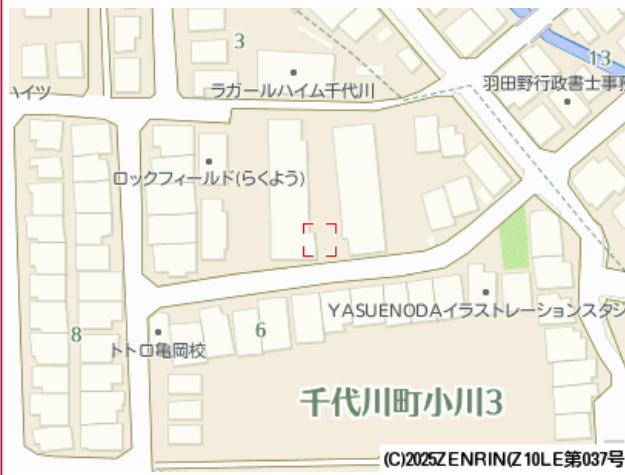 3
13
ラガールハイム千代川
羽田野行政書士事務
ハイツ
ロックフィールド(らくよう)
YASUENODAイラストレーションスタジ
8
6
トトロ亀岡校
千代川町小川3
(C)2025ZENRIN(Z10LE第037号